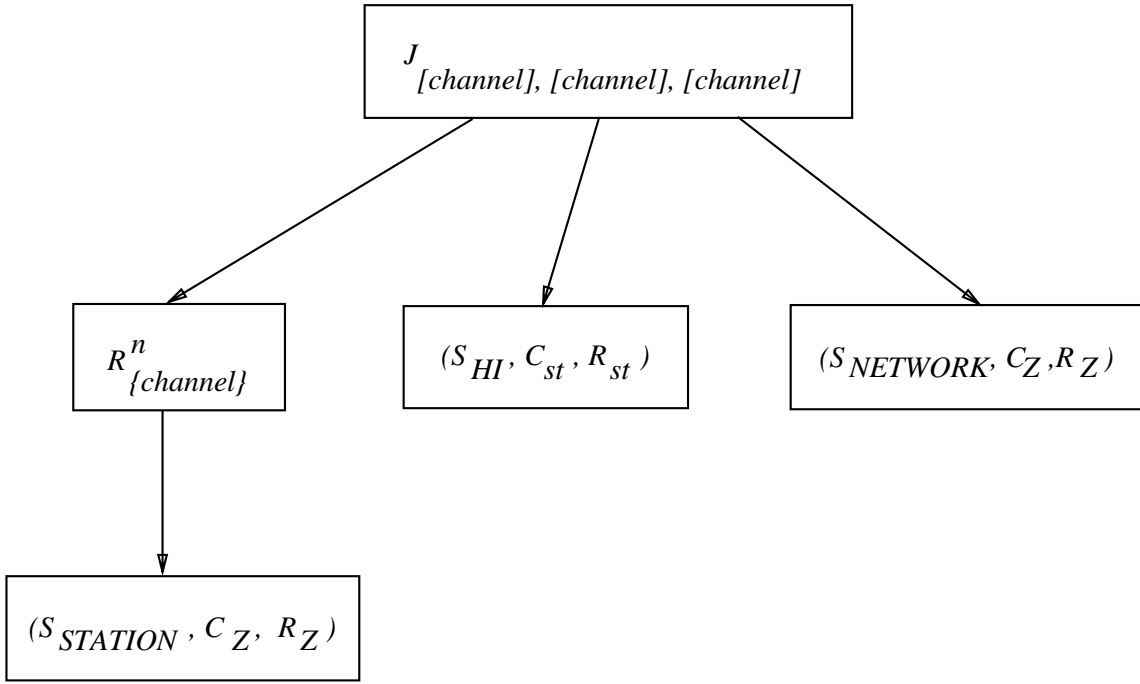 J [channel], [channel], [channel]
R n {channel}
(S HI , C st , R st )
(S NETWORK , C Z ,R Z )
(S STATION , C Z , R Z )